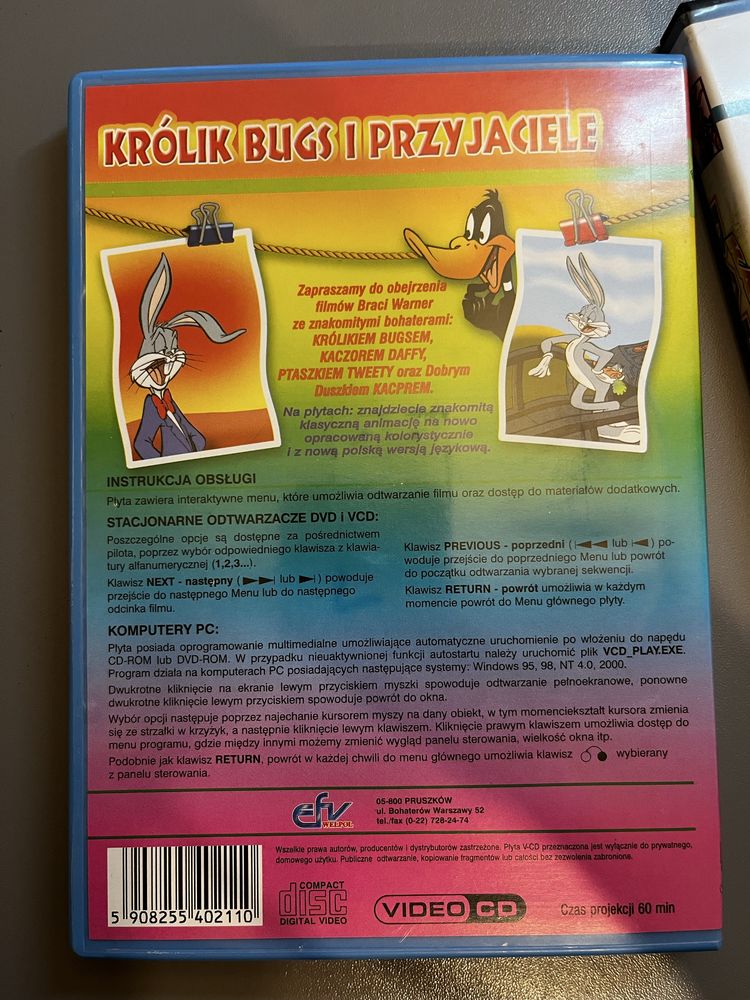 KRÓLIK BUGS I PRZYJACIELE
Zapraszamy do obejrzenia
filmów Braci Warner
ze znakomitymi bohaterami:
KRÓLIKIEM BUGSEM,
KACZOREM DAFFY,
PTASZKIEM TWEETY oraz Dobrym
Duszkiem KACPREM.
Na płytach: znajdziecie znakomitą
klasyczną animację na nowo
opracowaną kolorystycznie
i z nową polską wersją językową.
INSTRUKCJA OBSŁUGI
Płyta zawiera interaktywne menu, które umożliwia odtwarzanie filmu oraz dostęp do materiałów dodatkowych.
STACJONARNE ODTWARZACZE DVD i VCD:
Poszczególne opcje są dostępne za pośrednictwem
pilota, poprzez wybór odpowiedniego klawisza z klawia-
tury alfanumerycznej (1,2,3...).
Klawisz NEXT - następny ( lub ) powoduje
przejście do następnego Menu lub do następnego
odcinka filmu.
Klawisz PREVIOUS - poprzedni ( lub ) po-
woduje przejście do poprzedniego Menu lub powrót
do początku odtwarzania wybranej sekwencji.
Klawisz RETURN - powrót umożliwia w każdym
momencie powrót do Menu głównego płyty.
KOMPUTERY PC:
Płyta posiada oprogramowanie multimedialne umożliwiające automatyczne uruchomienie po włożeniu do napędu
CD-ROM lub DVD-ROM. W przypadku nieuaktywnionej funkcji autostartu należy uruchomić plik VCD_PLAY.EXE.
Program działa na komputerach PC posiadających następujące systemy: Windows 95, 98, NT 4.0, 2000.
Dwukrotne kliknięcie na ekranie lewym przyciskiem myszki spowoduje odtwarzanie pełnoekranowe, ponowne
dwukrotne kliknięcie lewym przyciskiem spowoduje powrót do okna.
Wybór opcji następuje poprzez najechanie kursorem myszy na dany obiekt, w tym momencieksztalt kursora zmienia
się ze strzałki w krzyżyk, a następnie kliknięcie lewym klawiszem. Kliknięcie prawym klawiszem umożliwia dostęp do
menu programu, gdzie między innymi możemy zmienić wygląd panelu sterowania, wielkość okna itp.
Podobnie jak klawisz RETURN, powrót w każdej chwili do menu głównego umożliwia klawisz wybierany
z panelu sterowania.
efv
WELPOL
05-800 PRUSZKÓW
ul. Bohaterów Warszawy 52
tel./fax (0-22) 728-24-74
Wszelkie prawa autorów, producentów i dystrybutorów zastrzeżone. Płyta V-CD przeznaczona jest wyłącznie do prywatnego,
domowego użytku. Publiczne odtwarzanie, kopiowanie fragmentów lub całości bez zezwolenia zabronione.
5 908255 402110
COMPACT
disc
DIGITAL VIDEO
VIDEO CD
Czas projekcji 60 min